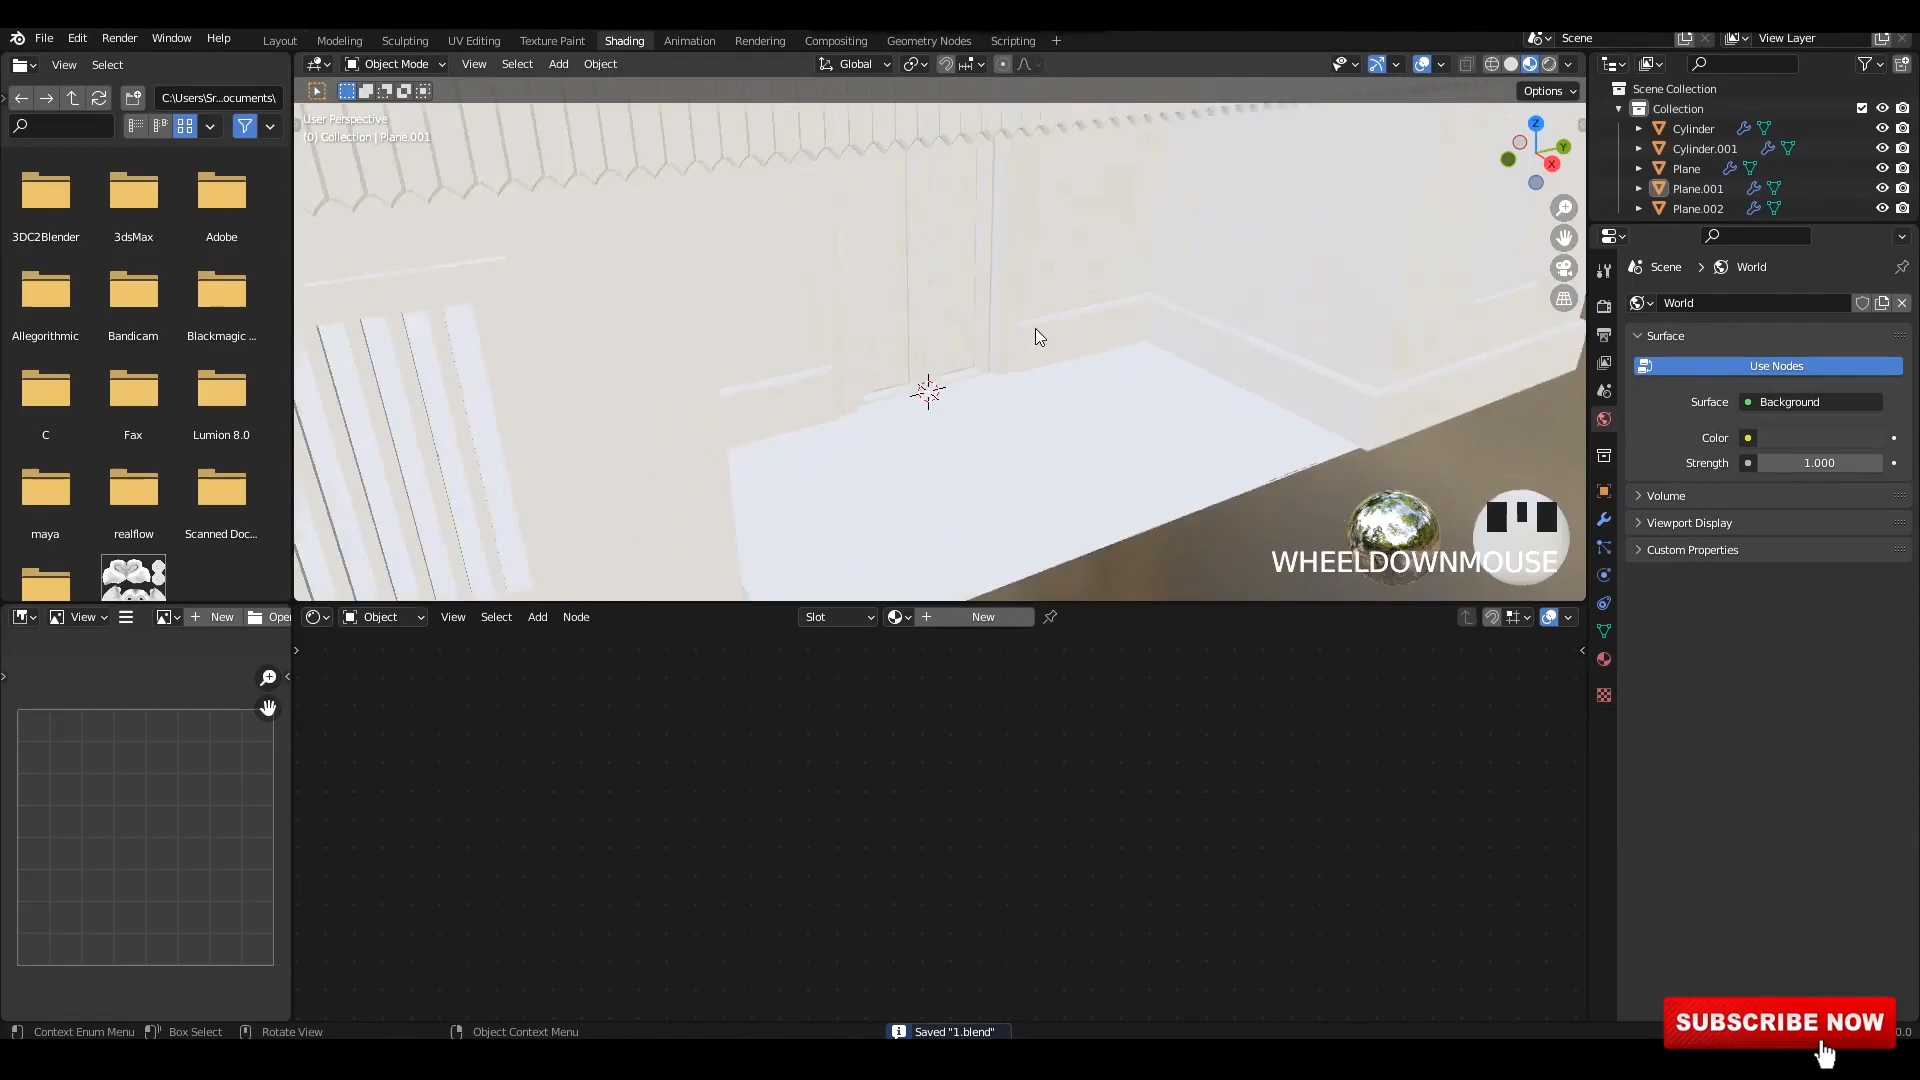 File Edit Render Window Help
Layout Modeling Sculpting UV Editing Texture Paint Shading Animation Rendering Compositing Geometry Nodes Scripting +
Scene View Layer
View Select
Object Mode View Select Add Object Global
C:\Users\Sr...ocuments\
Options
User Perspective
(0) Collection | Plane.001
Z
Y
X
Scene Collection
Collection
Cylinder
Cylinder.001
Plane
Plane.001
Plane.002
3DC2Blender 3dsMax Adobe
Allegorithmic Bandicam Blackmagic ...
C Fax Lumion 8.0
maya realflow Scanned Doc...
Scene > World
World
Surface
Use Nodes
Surface Background
Color
Strength 1.000
Volume
Viewport Display
Custom Properties
WHEELDOWNMOUSE
View + New Ope
Object View Select Add Node Slot + New
Context Enum Menu Box Select Rotate View Object Context Menu Saved "1.blend"
SUBSCRIBE NOW